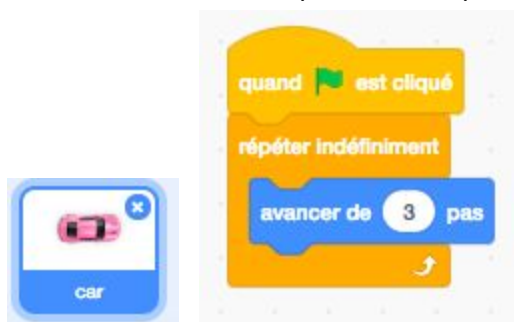 quand est cliqué
répéter indéfiniment
avancer de 3 pas
car